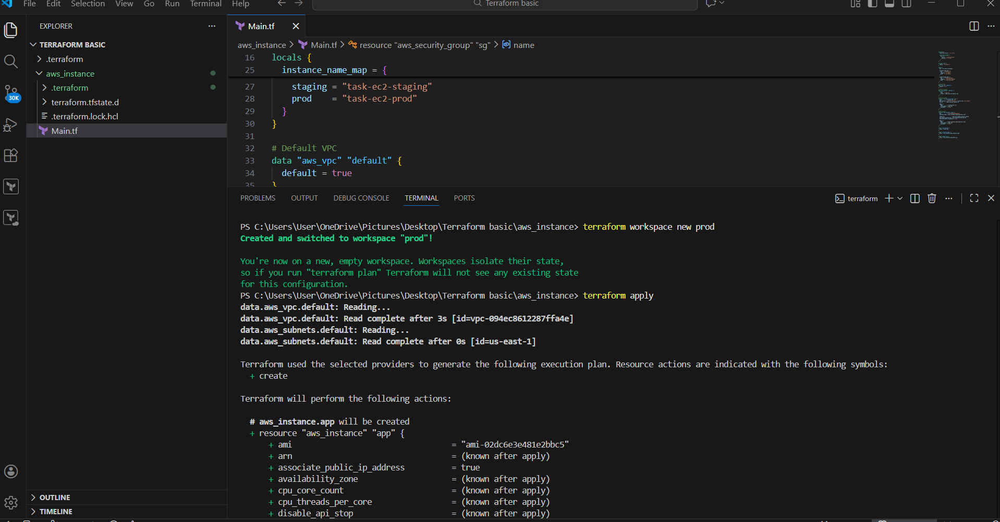 File Edit Selection View Go Run Terminal Help
Terraform basic
EXPLORER
Main.tf
TERRAFORM BASIC
.terraform
aws_instance
.terraform
terraform.tfstate.d
.terraform.lock.hcl
Main.tf
30K
OUTLINE
TIMELINE
aws_instance > Main.tf > resource "aws_security_group" "sg" > name
16 locals {
25 instance_name_map = {
27 staging = "task-ec2-staging"
28 prod    = "task-ec2-prod"
29 }
30 }
31
32 # Default VPC
33 data "aws_vpc" "default" {
34 default = true
35 }
PROBLEMS OUTPUT DEBUG CONSOLE TERMINAL PORTS
terraform
PS C:\Users\User\OneDrive\Pictures\Desktop\Terraform basic\aws_instance> terraform workspace new prod
Created and switched to workspace "prod"!
You're now on a new, empty workspace. Workspaces isolate their state,
so if you run "terraform plan" Terraform will not see any existing state
for this configuration.
PS C:\Users\User\OneDrive\Pictures\Desktop\Terraform basic\aws_instance> terraform apply
data.aws_vpc.default: Reading...
data.aws_vpc.default: Read complete after 3s [id=vpc-094ec8612287ffa4e]
data.aws_subnets.default: Reading...
data.aws_subnets.default: Read complete after 0s [id=us-east-1]
Terraform used the selected providers to generate the following execution plan. Resource actions are indicated with the following symbols:
+ create
Terraform will perform the following actions:
# aws_instance.app will be created
+ resource "aws_instance" "app" {
+ ami = "ami-02dc6e3e481e2bbc5"
+ arn = (known after apply)
+ associate_public_ip_address = true
+ availability_zone = (known after apply)
+ cpu_core_count = (known after apply)
+ cpu_threads_per_core = (known after apply)
+ disable_api_stop = (known after apply)